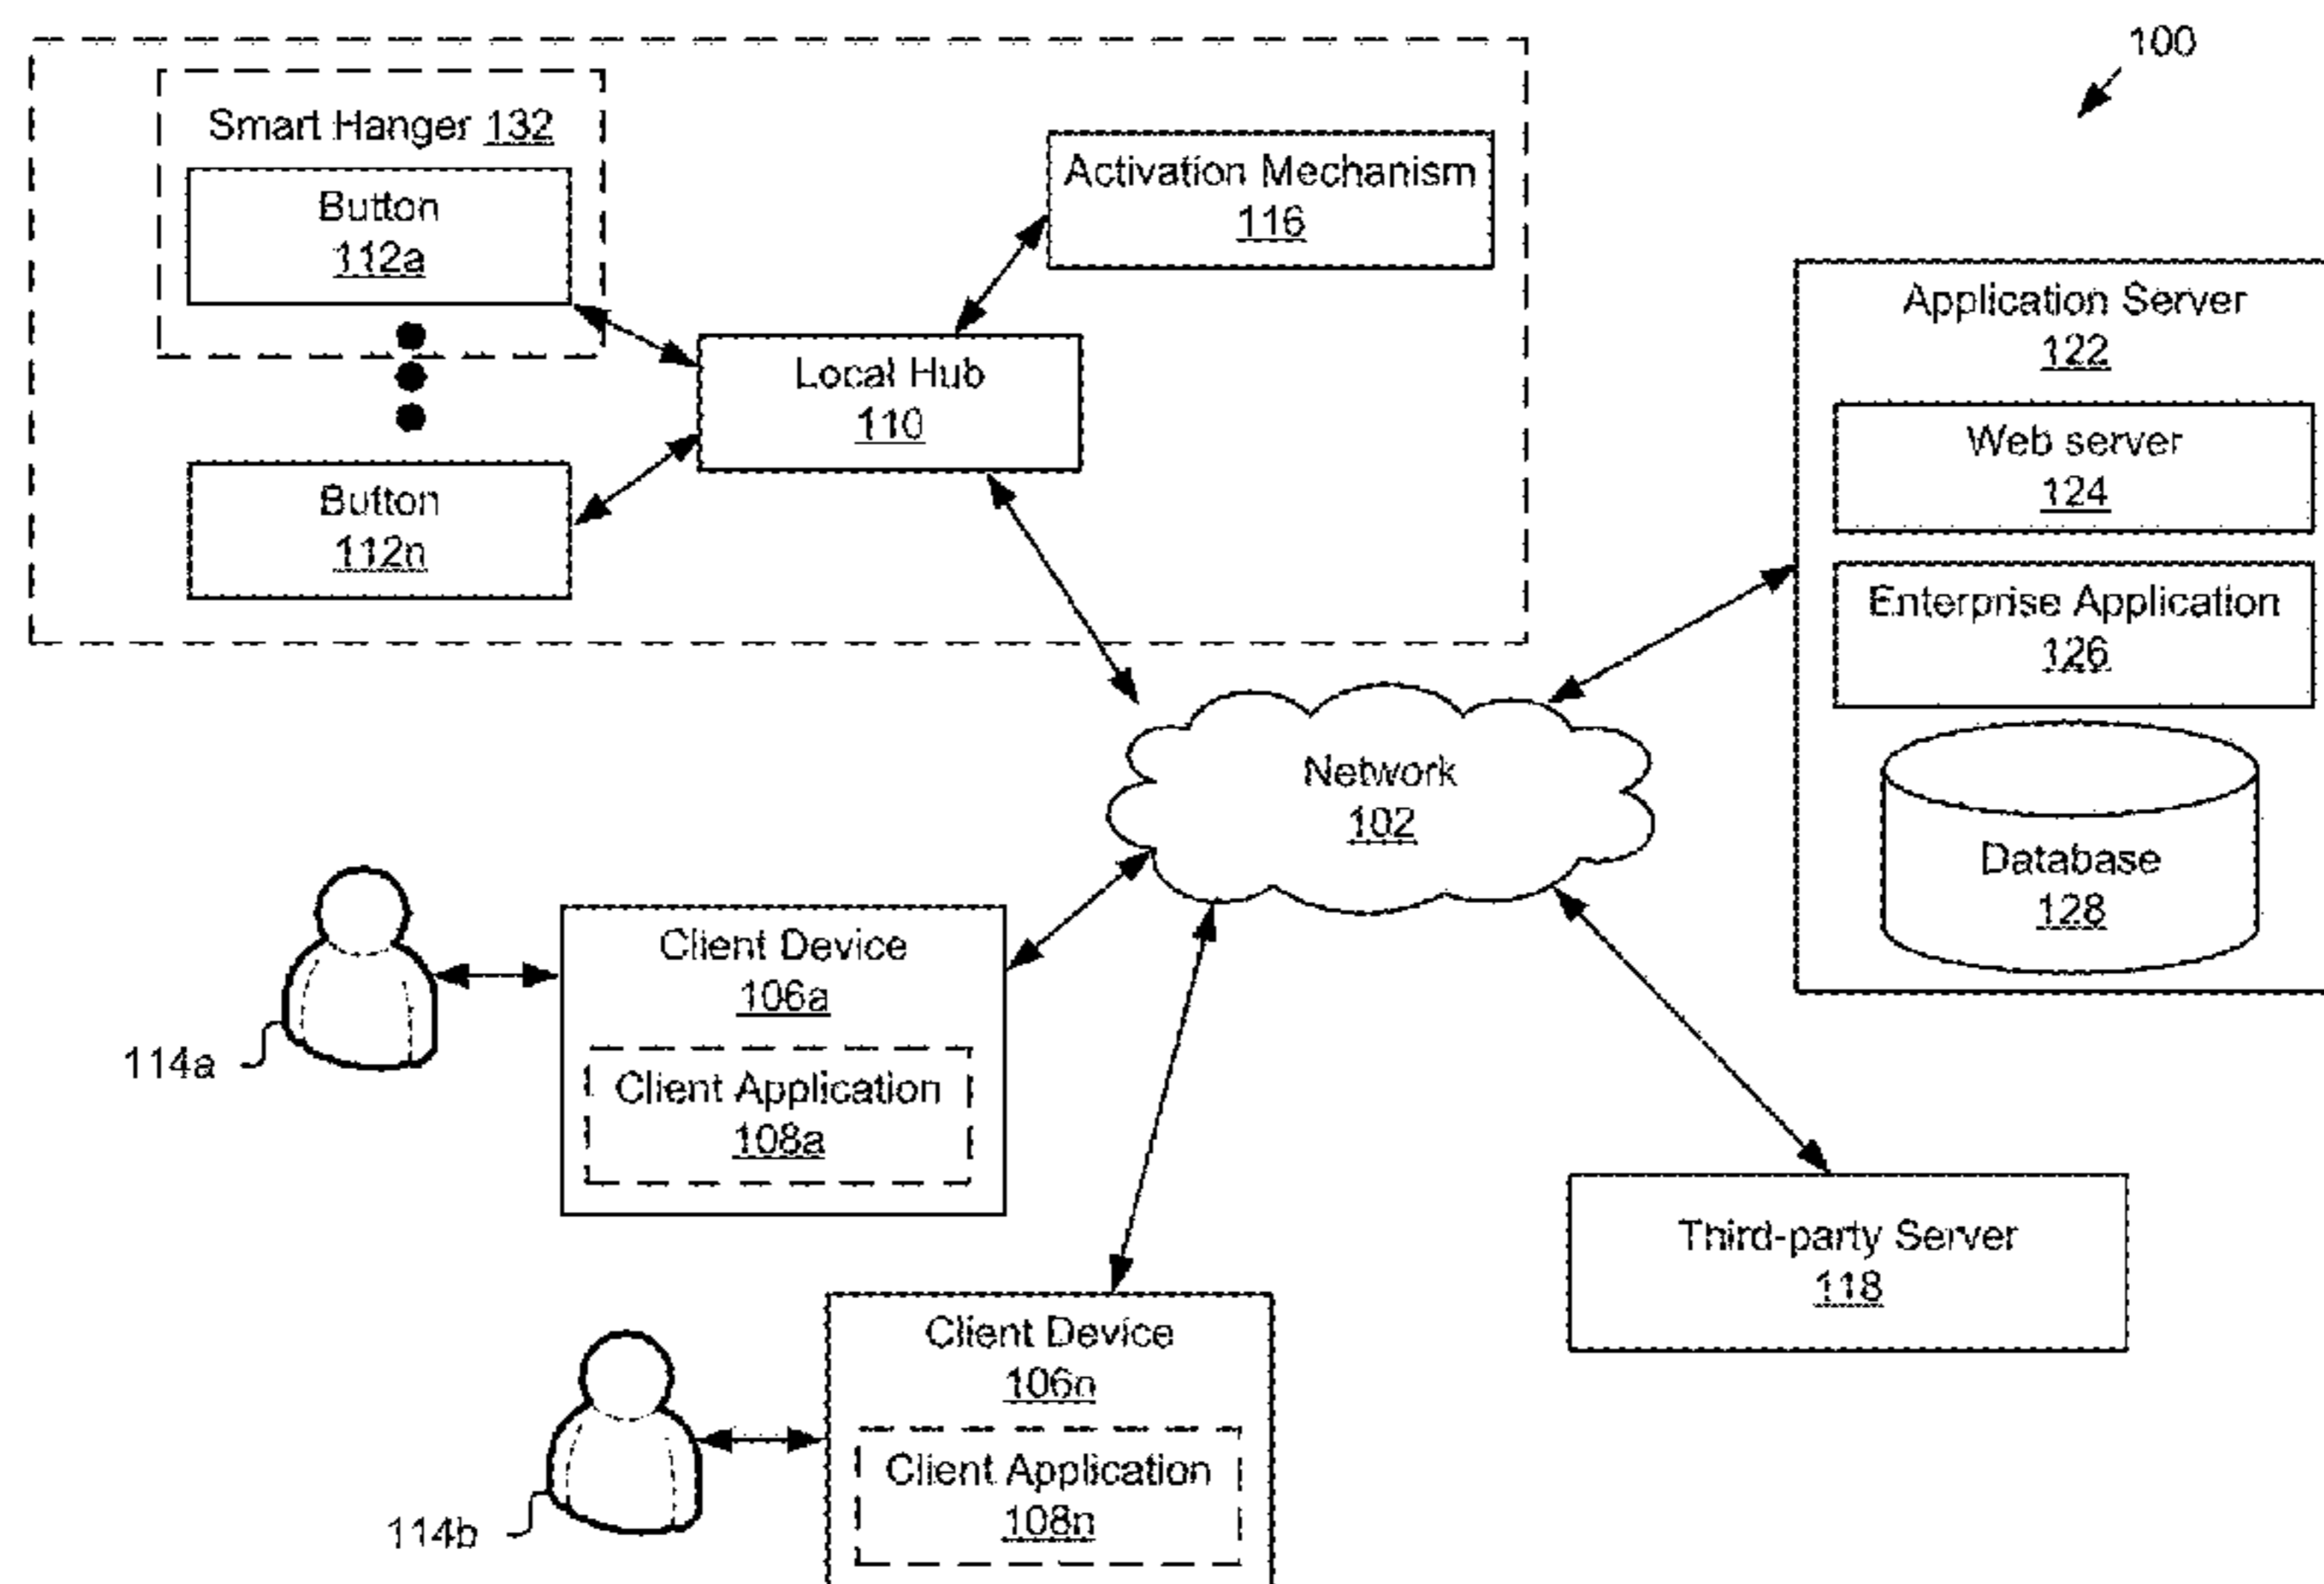 100
Smart Hanger 132
Button
112a
Activation Mechanism
116
Local Hub
110
Button
112n
Application Server
122
Web server
124
Enterprise Application
126
Database
128
Network
102
114a
Client Device
106a
Client Application
108a
Third-party Server
118
114b
Client Device
106n
Client Application
108n